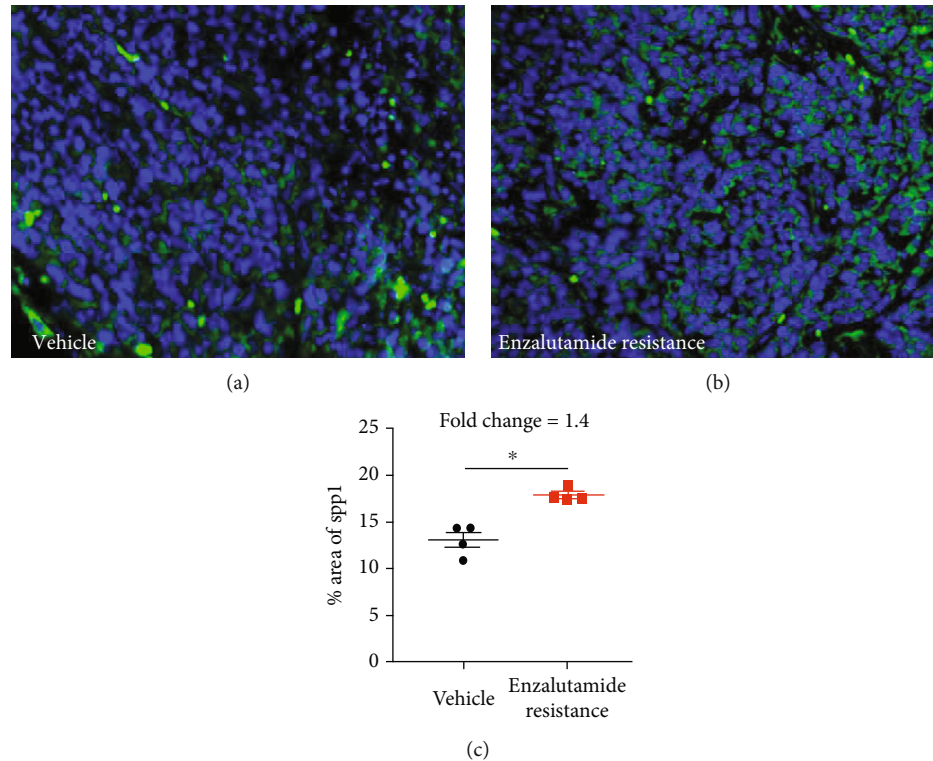 Vehicle
Enzalutamide resistance
(a)
(b)
Fold change = 1.4
*
25
20
15
10
5
0
% area of spp1
Vehicle
Enzalutamide
resistance
(c)